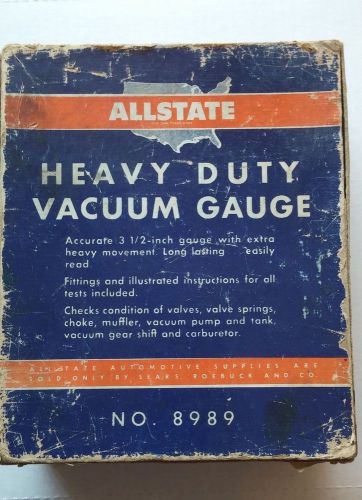 ALLSTATE
HEAVY DUTY
VACUUM GAUGE
Accurate 3 1/2-inch gauge with extra
heavy movement. Long lasting easily
read.
Fittings and illustrated instructions for all
tests included.
Checks condition of valves, valve springs,
choke, muffler, vacuum pump and tank,
vacuum gear shift and carburetor.
ALLSTATE AUTOMOTIVE SUPPLIES ARE
SOLD ONLY BY SEARS, ROEBUCK AND CO.
NO. 8989